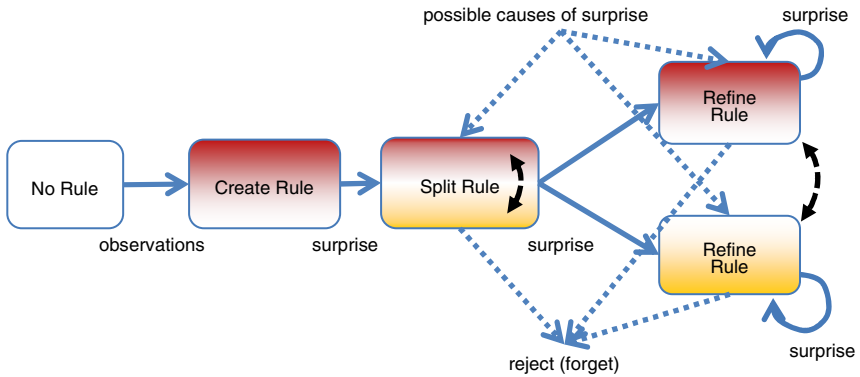 possible causes of surprise
surprise
Refine
Rule
No Rule
Create Rule
Split Rule
observations
surprise
surprise
Refine
Rule
surprise
reject (forget)